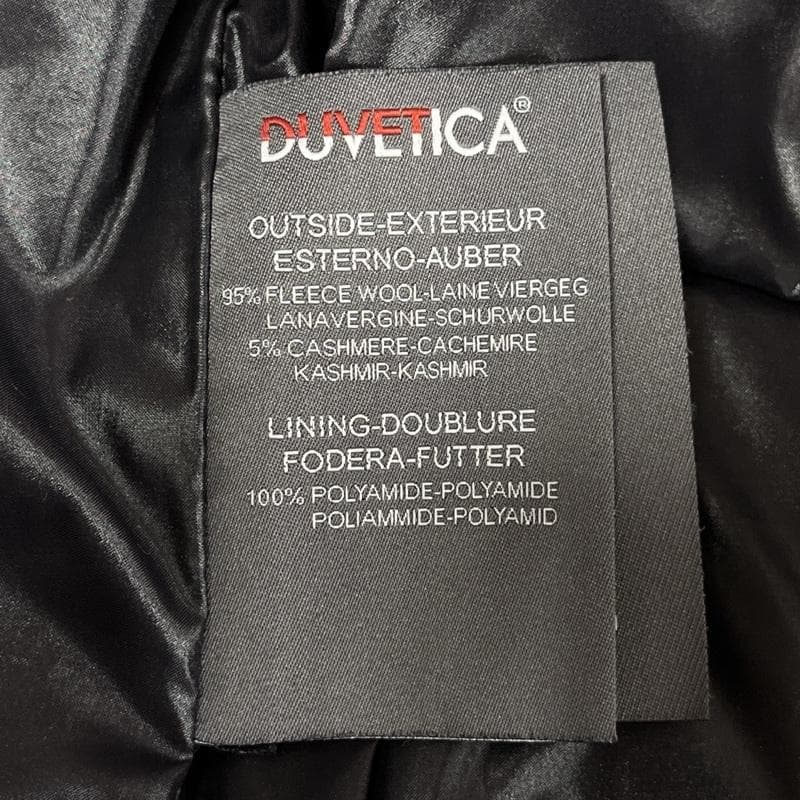 DUVETICA®
OUTSIDE-EXTERIEUR
ESTERNO-AUBER
95% FLEECE WOOL-LAINE VIERGEG
LANAVERGINE-SCHURWOLLE
5% CASHMERE-CACHEMIRE
KASHMIR-KASHMIR
LINING-DOUBLURE
FODERA-FUTTER
100% POLYAMIDE-POLYAMIDE
POLIAMMIDE-POLYAMID